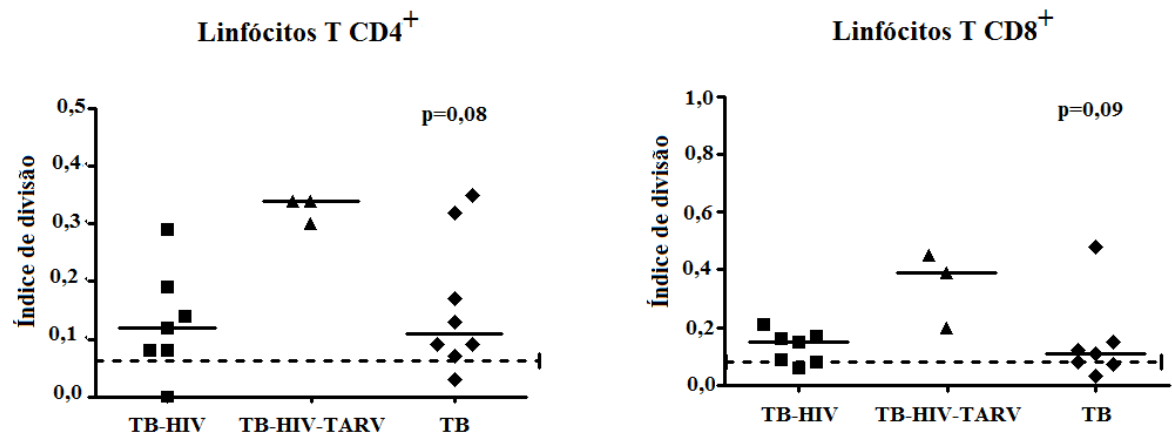 Linfócitos T CD4+
p=0,08
Índice de divisão
0,5
0,4
0,3
0,2
0,1
0,0
TB-HIV TB-HIV-TARV TB
Linfócitos T CD8+
p=0,09
Índice de divisão
1,0
0,8
0,6
0,4
0,2
0,0
TB-HIV TB-HIV-TARV TB